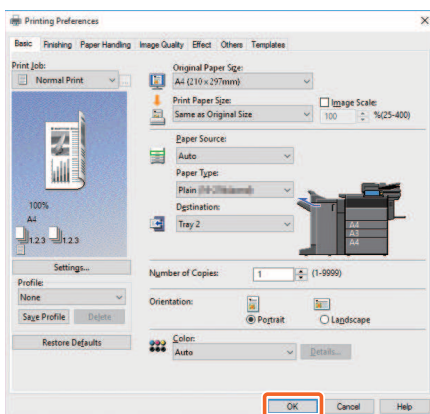 Printing Preferences
Basic Finishing Paper Handling Image Quality Effect Others Templates
Print Job:
Normal Print
...
100%
A4
1.2.3 1.2.3
Settings...
Profile:
None
Save Profile Delete
Restore Defaults
Original Paper Size:
A4 (210 x 297mm)
Print Paper Size:
Same as Original Size
Image Scale:
100 %(25-400)
Paper Source:
Auto
Paper Type:
Plain
Destination:
Tray 2
A4
A3
A4
Number of Copies: 1 (1-9999)
Orientation:
Portrait Landscape
Color:
Auto
Details...
OK Cancel Help